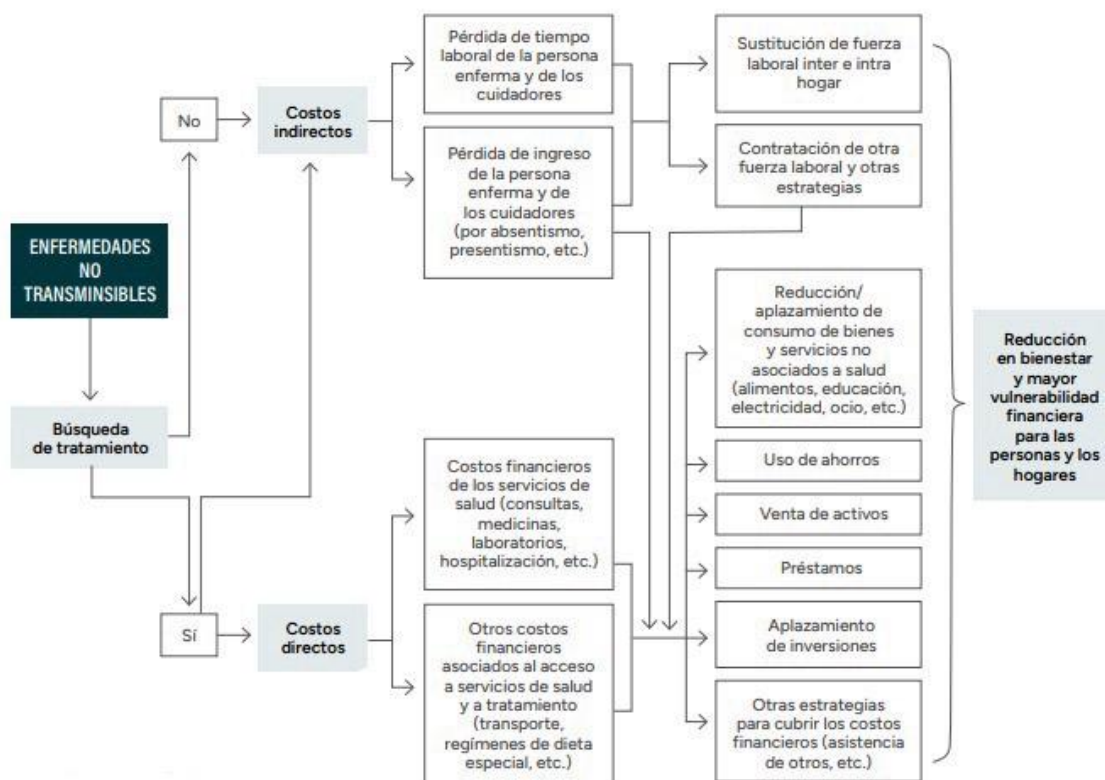 ENFERMEDADES
NO
TRANSMINSIBLES
Búsqueda
de tratamiento
No
Sí
Costos
indirectos
Costos
directos
Pérdida de tiempo
laboral de la persona
enferma y de los
cuidadores
Pérdida de ingreso
de la persona
enferma y de
los cuidadores
(por absentismo,
presentismo, etc.)
Costos financieros
de los servicios de
salud (consultas,
medicinas,
laboratorios,
hospitalización, etc.)
Otros costos
financieros
asociados al acceso
a servicios de salud
y a tratamiento
(transporte,
regímenes de dieta
especial, etc.)
Sustitución de fuerza
laboral inter e intra
hogar
Contratación de otra
fuerza laboral y otras
estrategias
Reducción/
aplazamiento de
consumo de bienes
y servicios no
asociados a salud
(alimentos, educación,
electricidad, ocio, etc.)
Uso de ahorros
Venta de activos
Préstamos
Aplazamiento
de inversiones
Otras estrategias
para cubrir los costos
financieros (asistencia
de otros, etc.)
Reducción
en bienestar
y mayor
vulnerabilidad
financiera
para las
personas y los
hogares